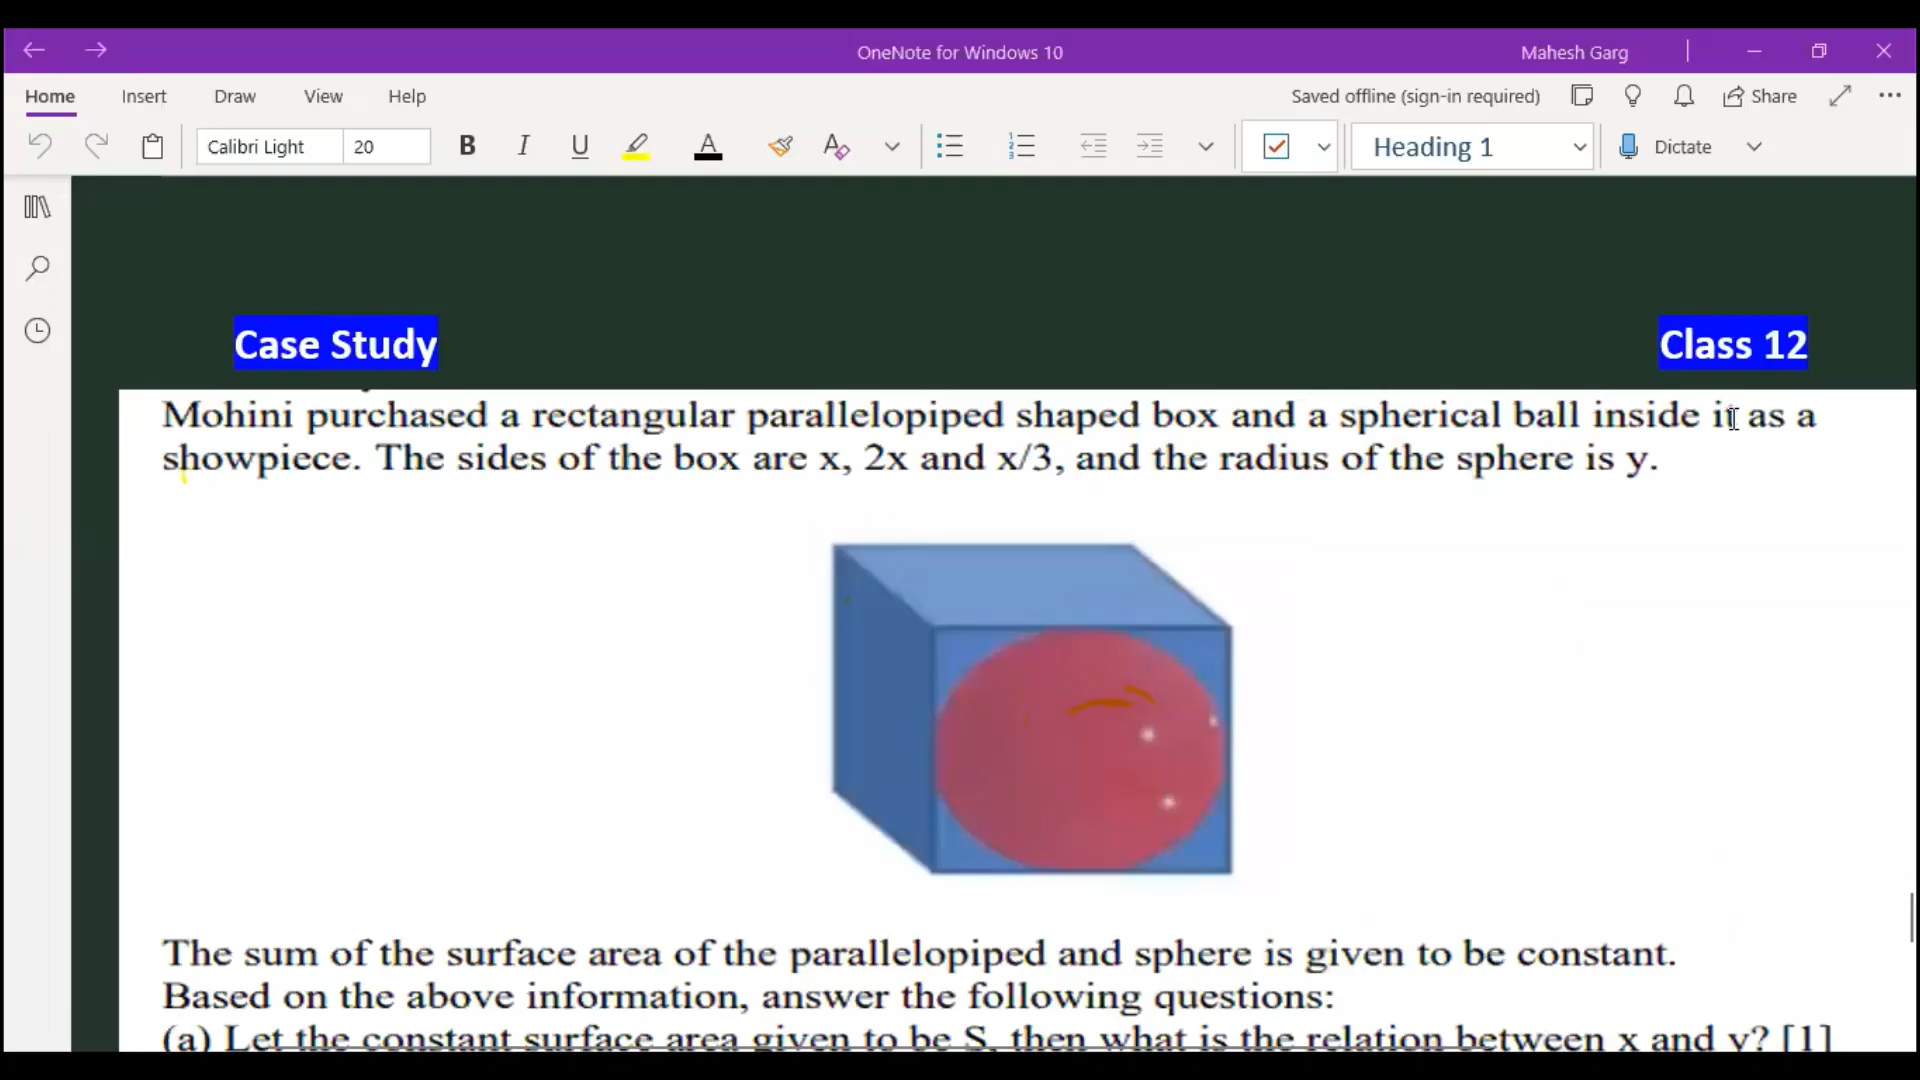 OneNote for Windows 10
Mahesh Garg
Home Insert Draw View Help
Saved offline (sign-in required)
Share
Calibri Light 20
B I U A A
Heading 1
Dictate
Case Study
Class 12
Mohini purchased a rectangular parallelopiped shaped box and a spherical ball inside it as a
showpiece. The sides of the box are x, 2x and x/3, and the radius of the sphere is y.
The sum of the surface area of the parallelopiped and sphere is given to be constant.
Based on the above information, answer the following questions:
(a) Let the constant surface area given to be S, then what is the relation between x and y? [1]